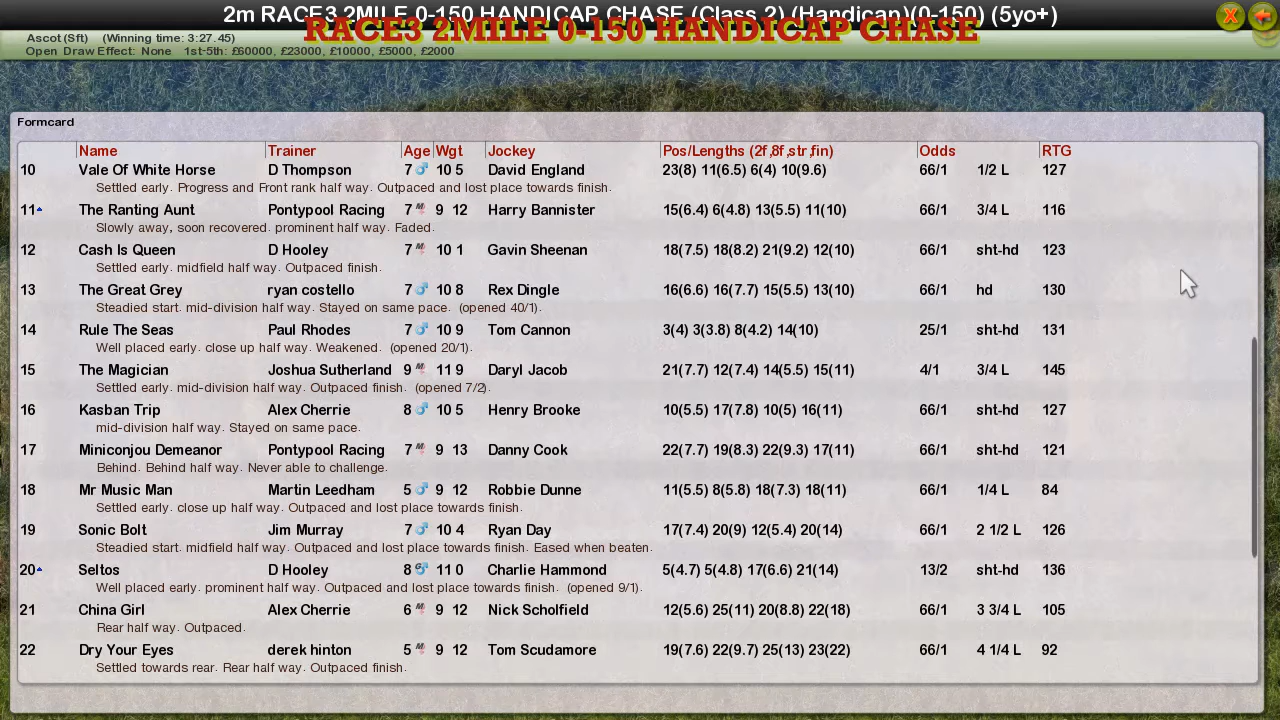 2m RACE3 2MILE 0-150 HANDICAP CHASE (Class 2) (Handicap)(0-150) (5yo+)
RACE3 2MILE 0-150 HANDICAP CHASE
Ascot(Sft) (Winning time: 3:27.45)
Open Draw Effect: None 1st-5th: £60000, £23000, £10000, £5000, £2000
Formcard
Name Trainer Age Wgt Jockey Pos/Lengths (2f,8f,str,fin) Odds RTG
10 Vale Of White Horse D Thompson 7 10 5 David England 23(8) 11(6.5) 6(4) 10(9.6) 66/1 1/2 L 127
Settled early. Progress and Front rank half way. Outpaced and lost place towards finish.
11 The Ranting Aunt Pontypool Racing 7 9 12 Harry Bannister 15(6.4) 6(4.8) 13(5.5) 11(10) 66/1 3/4 L 116
Slowly away, soon recovered. prominent half way. Faded.
12 Cash Is Queen D Hooley 7 10 1 Gavin Sheenan 18(7.5) 18(8.2) 21(9.2) 12(10) 66/1 sht-hd 123
Settled early. midfield half way. Outpaced finish.
13 The Great Grey ryan costello 7 10 8 Rex Dingle 16(6.6) 16(7.7) 15(5.5) 13(10) 66/1 hd 130
Steadied start. mid-division half way. Stayed on same pace. (opened 40/1).
14 Rule The Seas Paul Rhodes 7 10 9 Tom Cannon 3(4) 3(3.8) 8(4.2) 14(10) 25/1 sht-hd 131
Well placed early. close up half way. Weakened. (opened 20/1).
15 The Magician Joshua Sutherland 9 11 9 Daryl Jacob 21(7.7) 12(7.4) 14(5.5) 15(11) 4/1 3/4 L 145
Settled early. mid-division half way. Outpaced finish. (opened 7/2).
16 Kasban Trip Alex Cherrie 8 10 5 Henry Brooke 10(5.5) 17(7.8) 10(5) 16(11) 66/1 sht-hd 127
mid-division half way. Stayed on same pace.
17 Miniconjou Demeanor Pontypool Racing 7 9 13 Danny Cook 22(7.7) 19(8.3) 22(9.3) 17(11) 66/1 sht-hd 121
Behind. Behind half way. Never able to challenge.
18 Mr Music Man Martin Leedham 5 9 12 Robbie Dunne 11(5.5) 8(5.8) 18(7.3) 18(11) 66/1 1/4 L 84
Settled early. close up half way. Outpaced and lost place towards finish.
19 Sonic Bolt Jim Murray 7 10 4 Ryan Day 17(7.4) 20(9) 12(5.4) 20(14) 66/1 2 1/2 L 126
Steadied start. midfield half way. Outpaced and lost place towards finish. Eased when beaten.
20 Seltos D Hooley 8 11 0 Charlie Hammond 5(4.7) 5(4.8) 17(6.6) 21(14) 13/2 sht-hd 136
Well placed early. prominent half way. Outpaced and lost place towards finish. (opened 9/1).
21 China Girl Alex Cherrie 6 9 12 Nick Scholfield 12(5.6) 25(11) 20(8.8) 22(18) 66/1 3 3/4 L 105
Rear half way. Outpaced.
22 Dry Your Eyes derek hinton 5 9 12 Tom Scudamore 19(7.6) 22(9.7) 25(13) 23(22) 66/1 4 1/4 L 92
Settled towards rear. Rear half way. Outpaced finish.